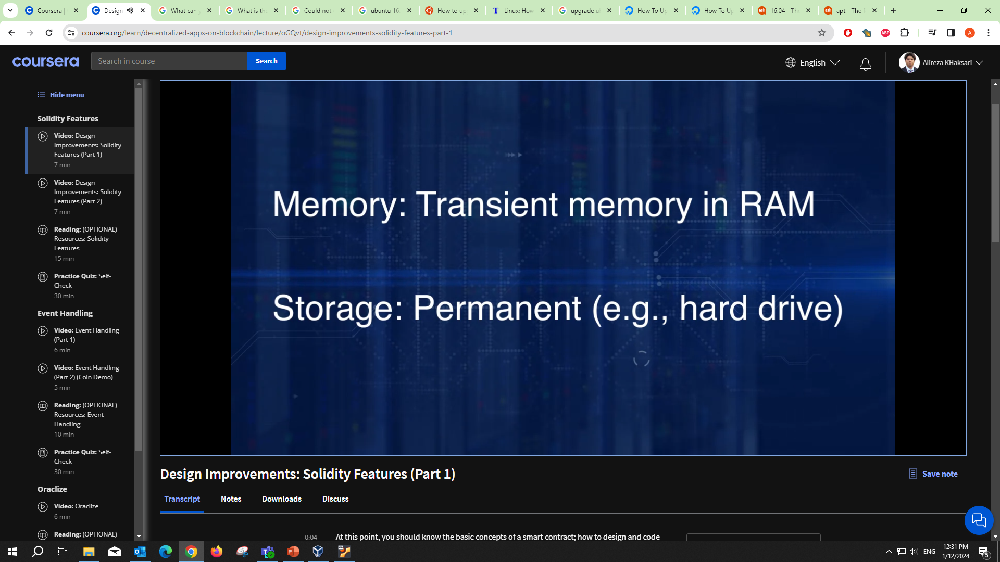 Coursera |
Design
What can y
What is the
Could not
ubuntu 16.
How to up
Linux: How
upgrade u
How To Up
How To Up
16.04 - The
apt - The f
coursera.org/learn/decentralized-apps-on-blockchain/lecture/oGQvt/design-improvements-solidity-features-part-1
ABP
A
coursera
Search in course
Search
English
Alireza KHaksari
Hide menu
Solidity Features
Video: Design
Improvements: Solidity
Features (Part 1)
7 min
Video: Design
Improvements: Solidity
Features (Part 2)
7 min
Reading: (OPTIONAL)
Resources: Solidity
Features
15 min
Practice Quiz: Self-
Check
30 min
Event Handling
Video: Event Handling
(Part 1)
6 min
Video: Event Handling
(Part 2) (Coin Demo)
5 min
Reading: (OPTIONAL)
Resources: Event
Handling
10 min
Practice Quiz: Self-
Check
30 min
Oraclize
Video: Oraclize
6 min
Reading: (OPTIONAL)
Memory: Transient memory in RAM
Storage: Permanent (e.g., hard drive)
Design Improvements: Solidity Features (Part 1)
Save note
Transcript
Notes
Downloads
Discuss
0:04
At this point, you should know the basic concepts of a smart contract; how to design and code
ENG
12:31 PM
1/12/2024
5